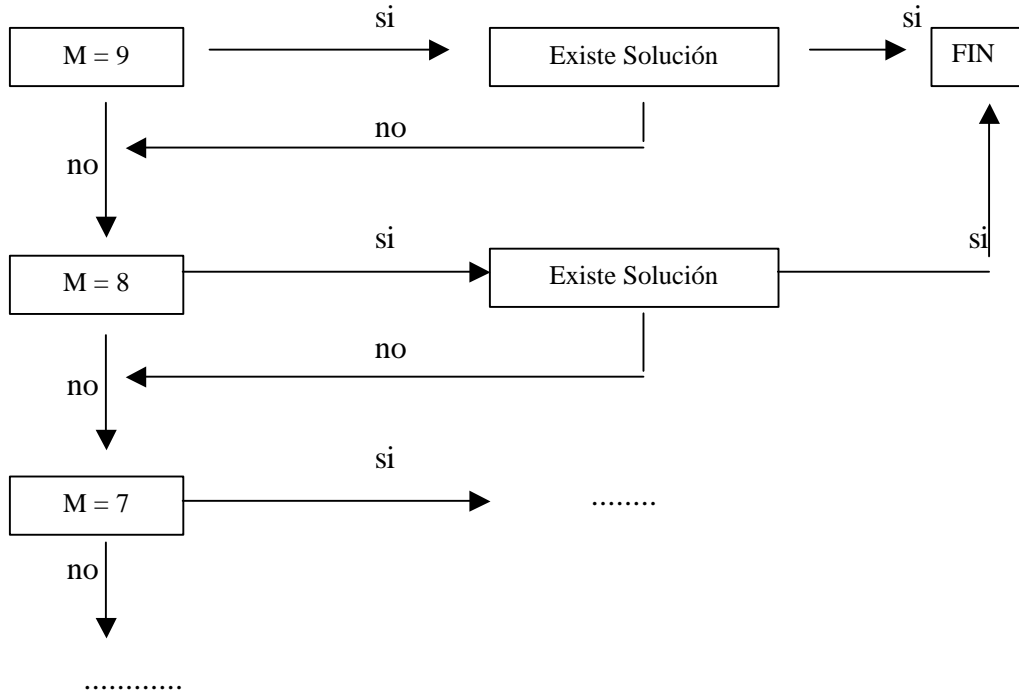 si
si
M = 9
Existe Solución
FIN
no
no
si
si
M = 8
Existe Solución
no
no
si
M = 7
........
no
............